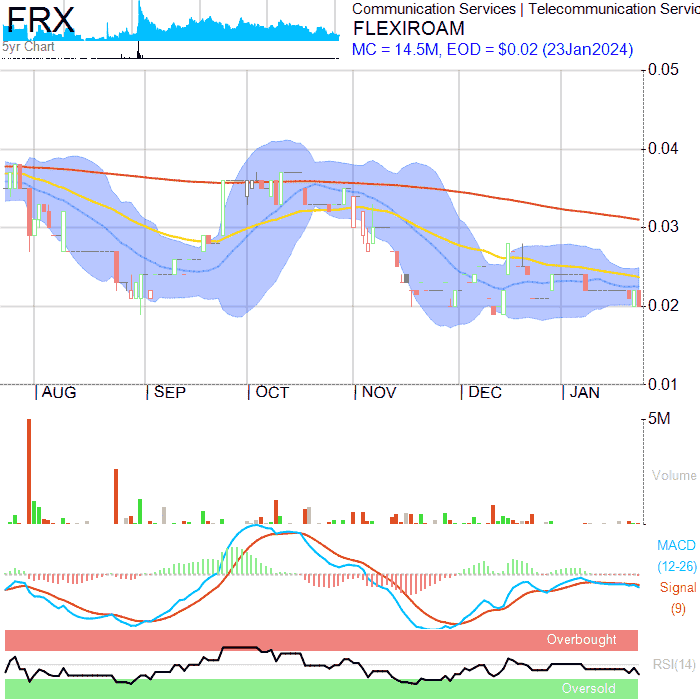 FRX
Communication Services | Telecommunication Servic
FLEXIROAM
5yr Chart
MC = 14.5M, EOD = $0.02 (23Jan2024)
0.05
0.04
0.03
0.02
0.01
|AUG |SEP |OCT |NOV |DEC |JAN
5M
Volume
MACD
(12-26)
Signal
(9)
Overbought
RSI(14)
Oversold